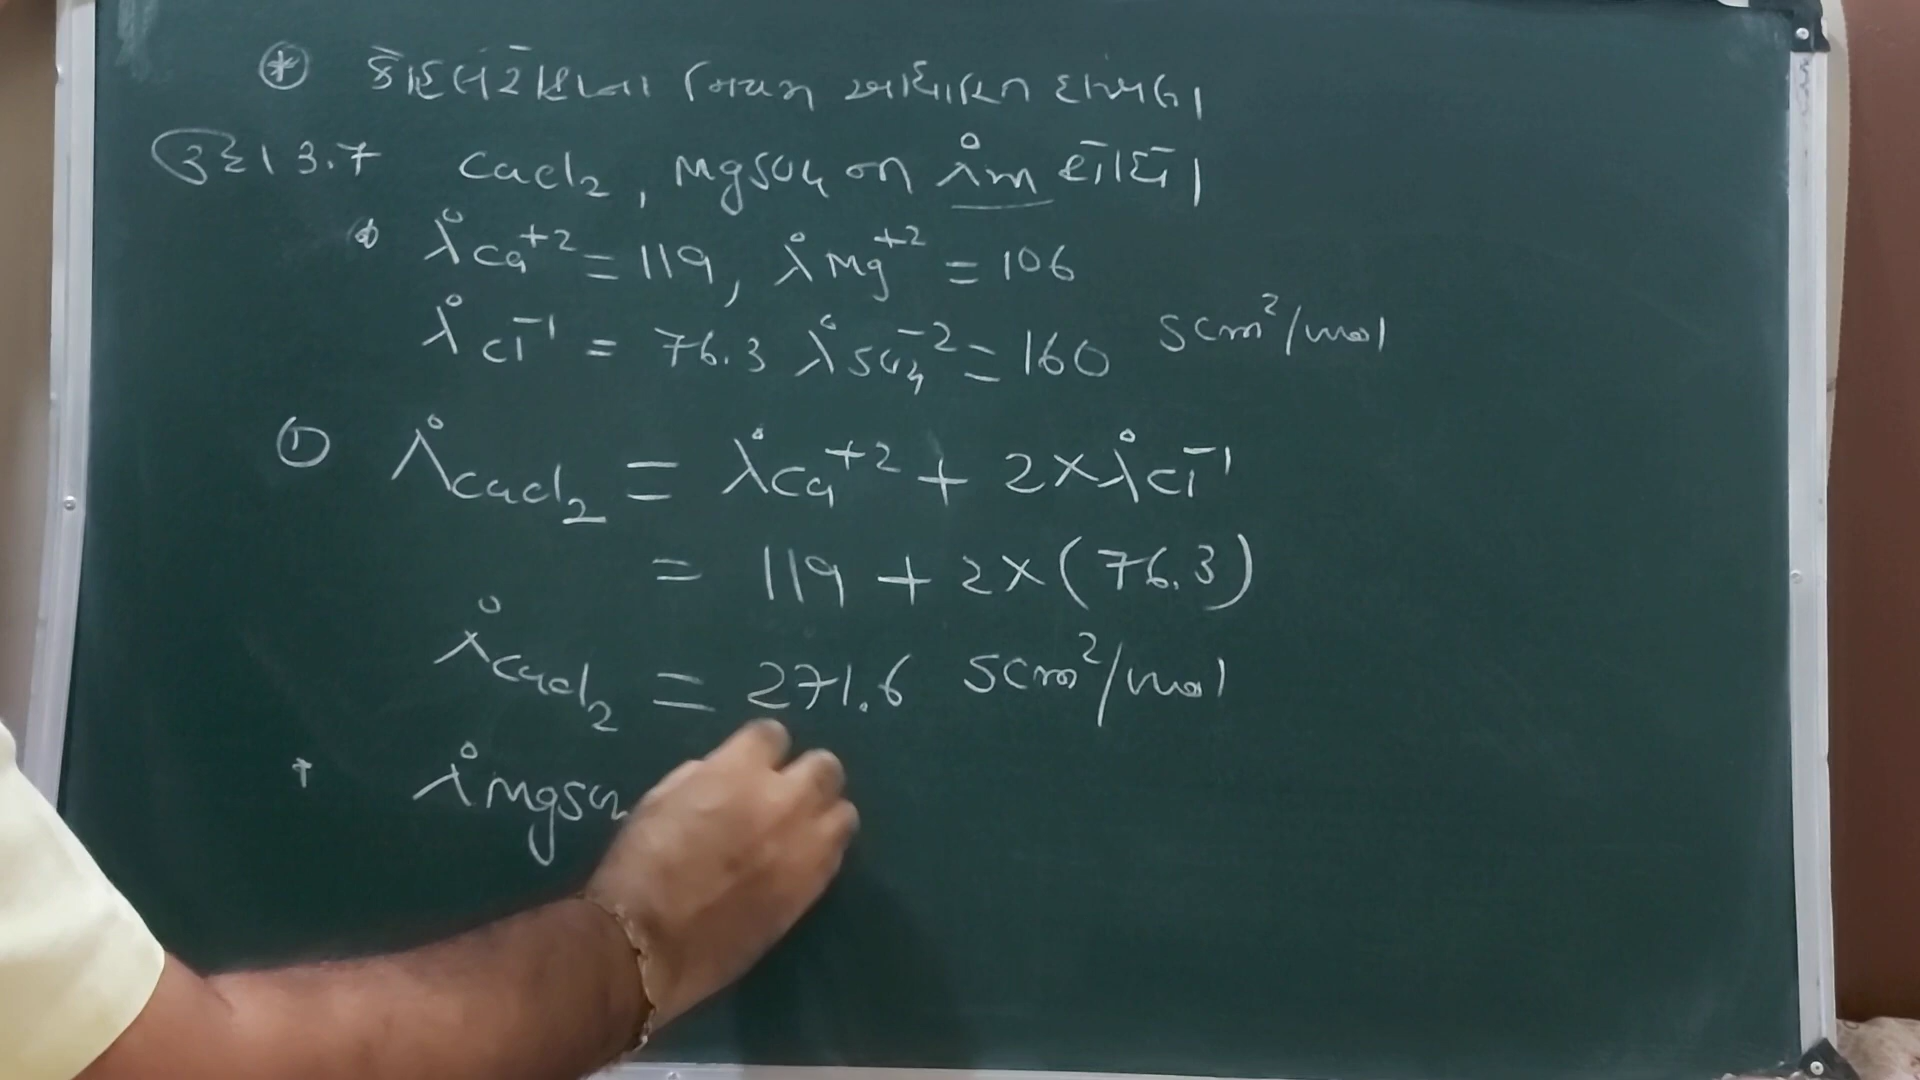 * કોહલરોશના નિયમ આધારિત દાખલા
ઉદા 3.7 CaCl₂, MgSO₄ ના λ°m શોધો
λ°Ca⁺² = 119, λ°Mg⁺² = 106
λ°Cl⁻¹ = 76.3 λ°SO₄⁻² = 160 Scm²/mol
① λ°CaCl₂ = λ°Ca⁺² + 2×λ°Cl⁻¹
= 119 + 2×(76.3)
λ°CaCl₂ = 271.6 Scm²/mol
+ λ°MgSO₄